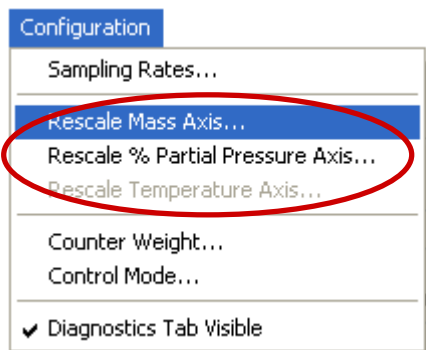 Configuration
Sampling Rates...
Rescale Mass Axis...
Rescale % Partial Pressure Axis...
Rescale Temperature Axis...
Counter Weight...
Control Mode...
Diagnostics Tab Visible